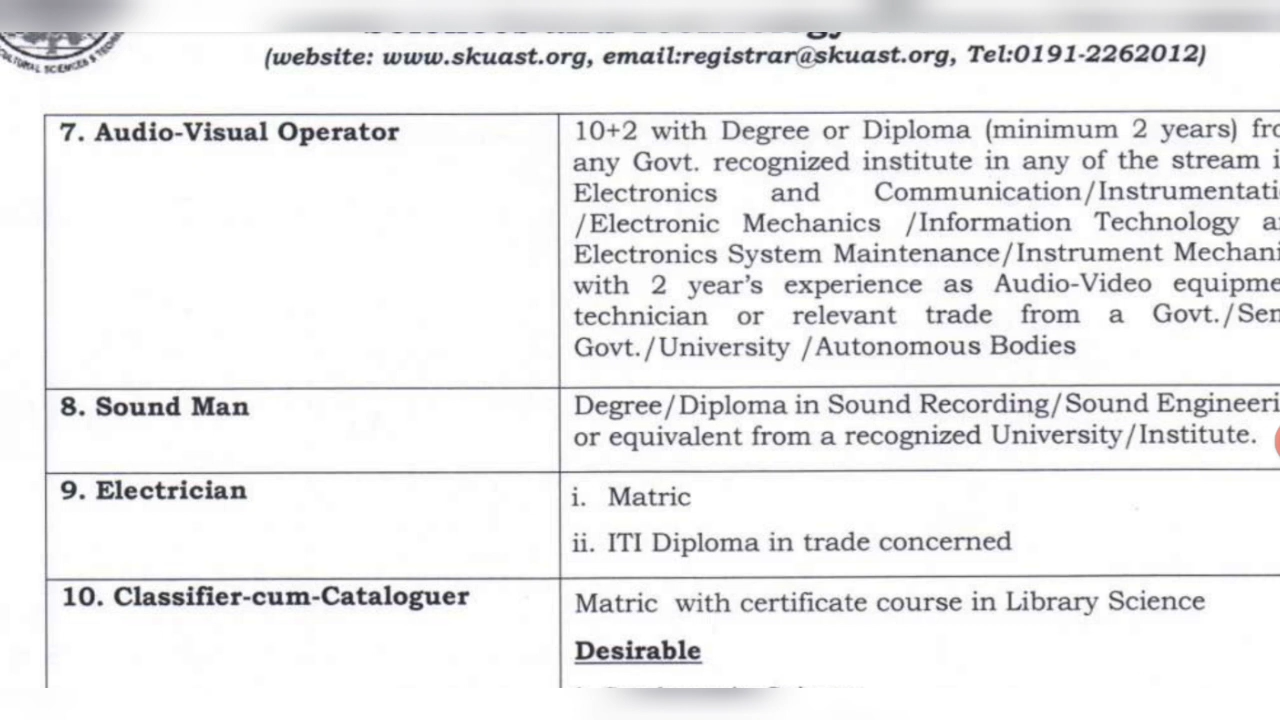 (website: www.skuast.org, email:registrar@skuast.org, Tel:0191-2262012)
7. Audio-Visual Operator
10+2 with Degree or Diploma (minimum 2 years) fro
any Govt. recognized institute in any of the stream i
Electronics and Communication/Instrumentati
/Electronic Mechanics /Information Technology a
Electronics System Maintenance/Instrument Mechani
with 2 year's experience as Audio-Video equipme
technician or relevant trade from a Govt./Sem
Govt./University /Autonomous Bodies
8. Sound Man
Degree/Diploma in Sound Recording/Sound Engineeri
or equivalent from a recognized University/Institute.
9. Electrician
i. Matric
ii. ITI Diploma in trade concerned
10. Classifier-cum-Cataloguer
Matric with certificate course in Library Science
Desirable